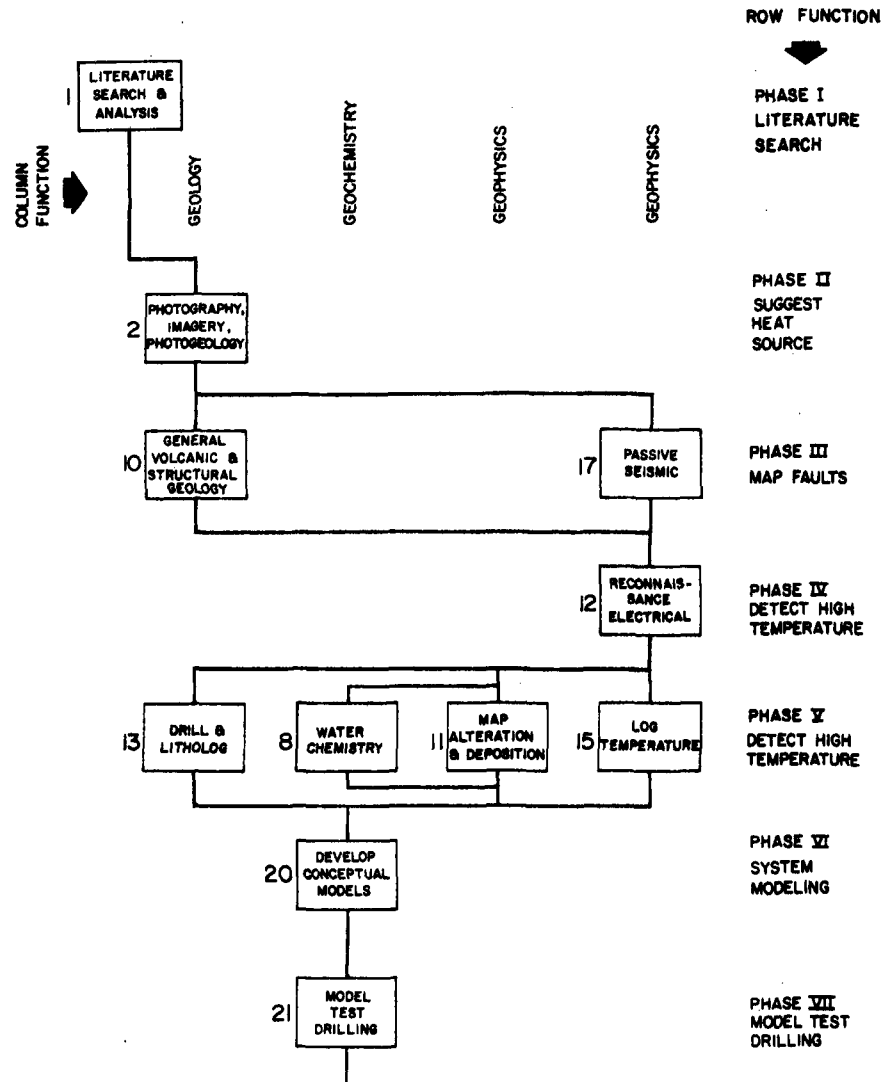 ROW FUNCTION
1
LITERATURE
SEARCH &
ANALYSIS
PHASE I
LITERATURE
SEARCH
COLUMN
FUNCTION
GEOLOGY
GEOCHEMISTRY
GEOPHYSICS
GEOPHYSICS
2
PHOTOGRAPHY,
IMAGERY,
PHOTOGEOLOGY
PHASE II
SUGGEST
HEAT
SOURCE
10
GENERAL
VOLCANIC &
STRUCTURAL
GEOLOGY
17
PASSIVE
SEISMIC
PHASE III
MAP FAULTS
12
RECONNAIS-
SANCE
ELECTRICAL
PHASE IV
DETECT HIGH
TEMPERATURE
13
DRILL &
LITHOLOG
8
WATER
CHEMISTRY
11
MAP
ALTERATION
& DEPOSITION
15
LOG
TEMPERATURE
PHASE V
DETECT HIGH
TEMPERATURE
20
DEVELOP
CONCEPTUAL
MODELS
PHASE VI
SYSTEM
MODELING
21
MODEL
TEST
DRILLING
PHASE VII
MODEL TEST
DRILLING